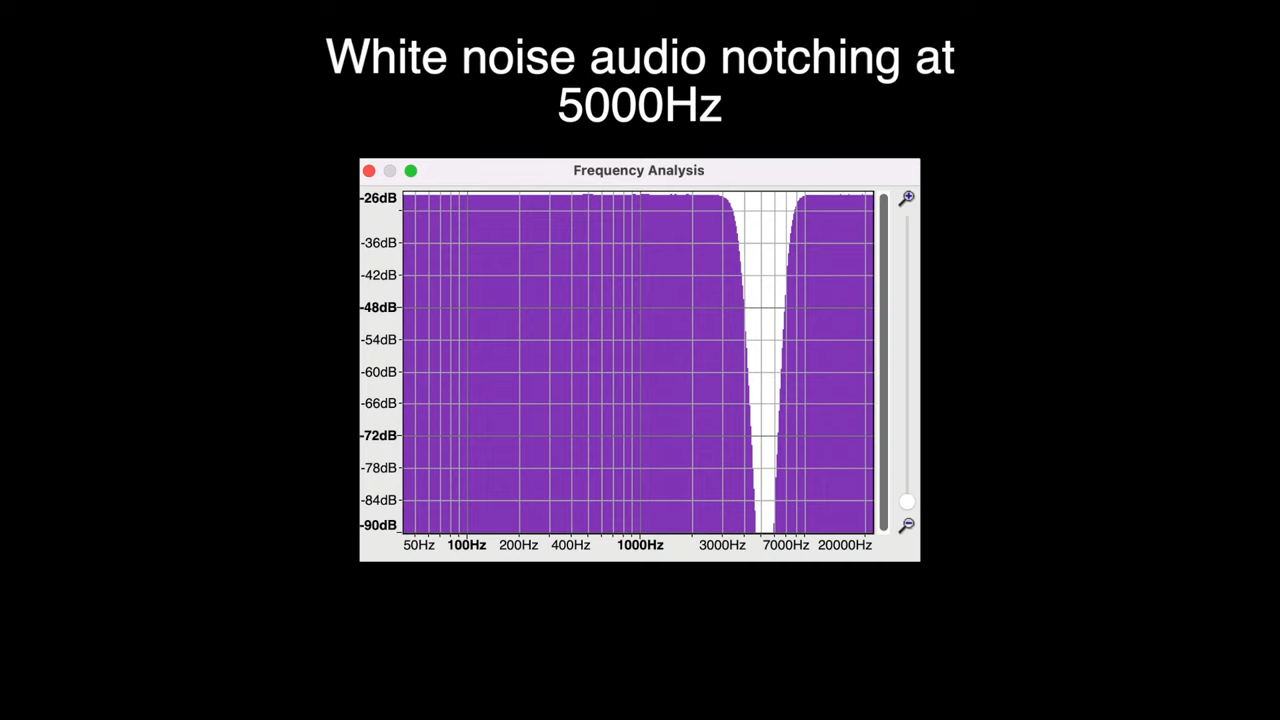 White noise audio notching at
5000Hz
Frequency Analysis
-26dB
-36dB
-42dB
-48dB
-54dB
-60dB
-66dB
-72dB
-78dB
-84dB
-90dB
50Hz 100Hz 200Hz 400Hz 1000Hz 3000Hz 7000Hz 20000Hz